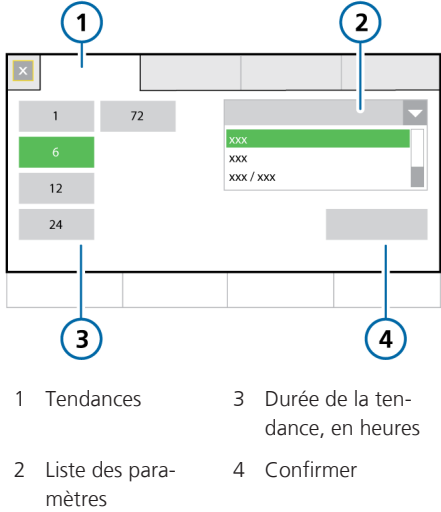 1 2
x
1 72
6
12
24
xxx
xxx
xxx / xxx
3 4
1 Tendances
2 Liste des para-
mètres
3 Durée de la ten-
dance, en heures
4 Confirmer